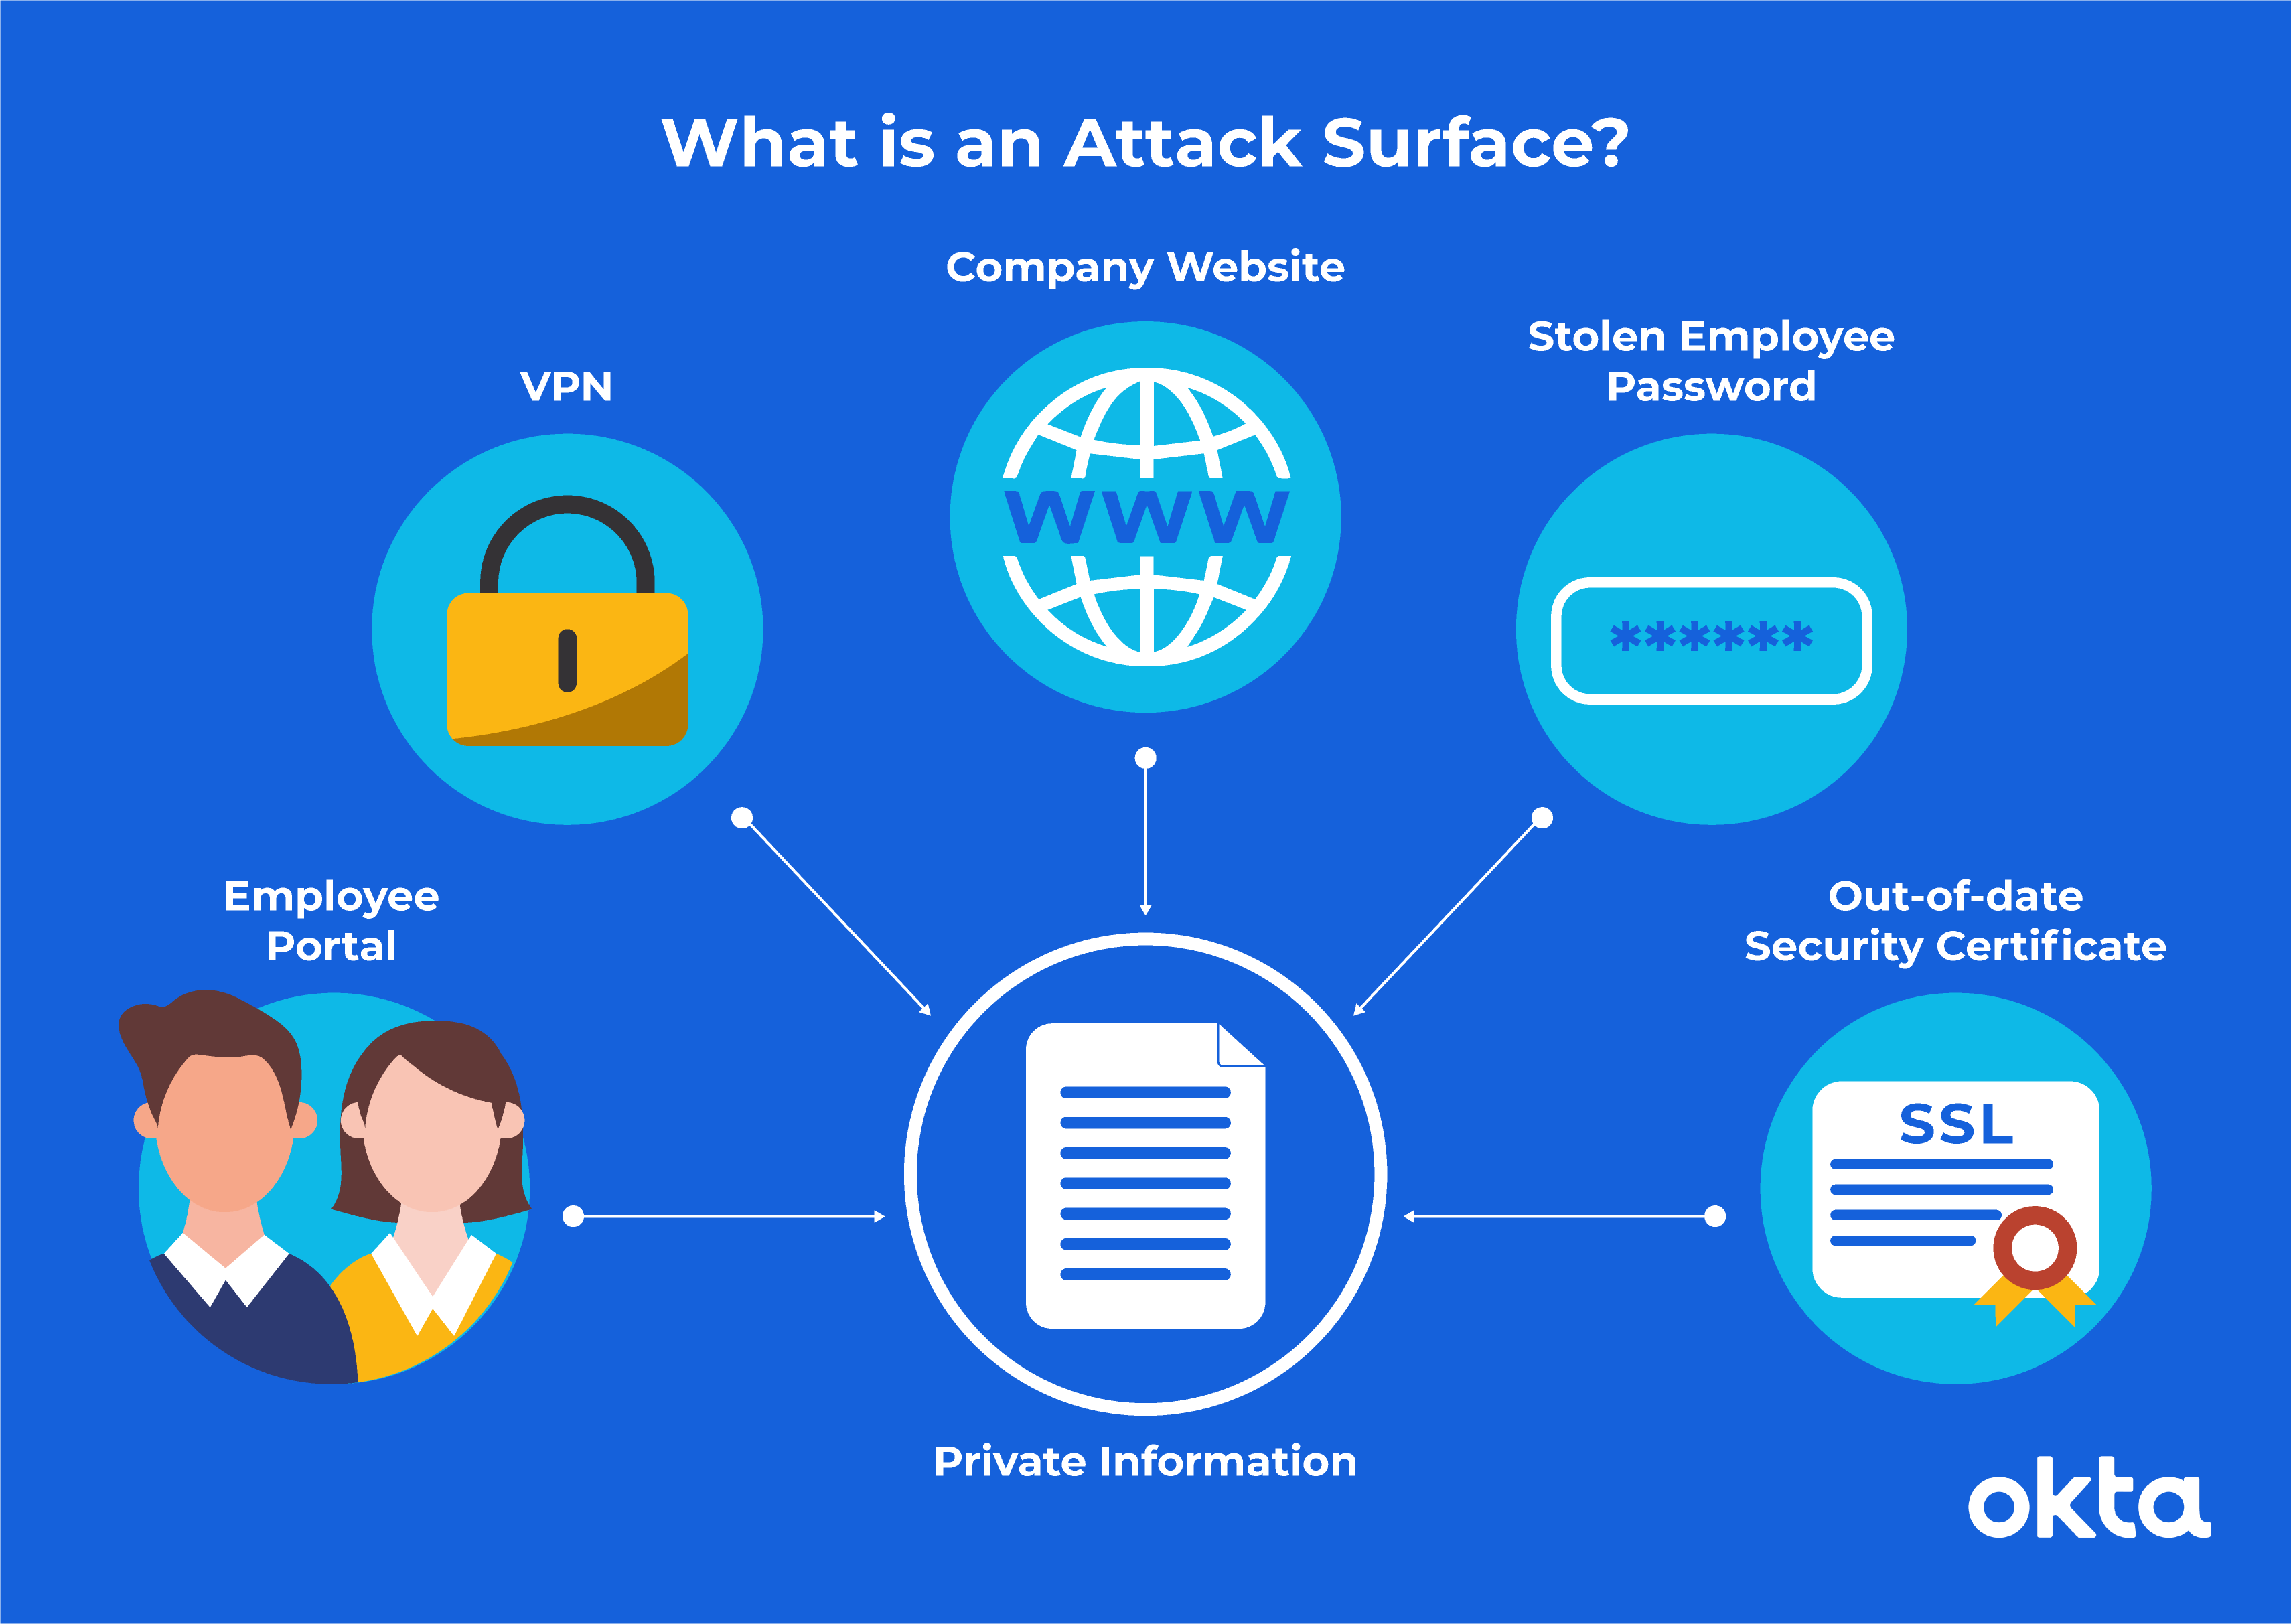 What is an Attack Surface?
Company Website
Stolen Employee
Password
VPN
WWW
******
Employee
Portal
Out-of-date
Security Certificate
SSL
Private Information
okta